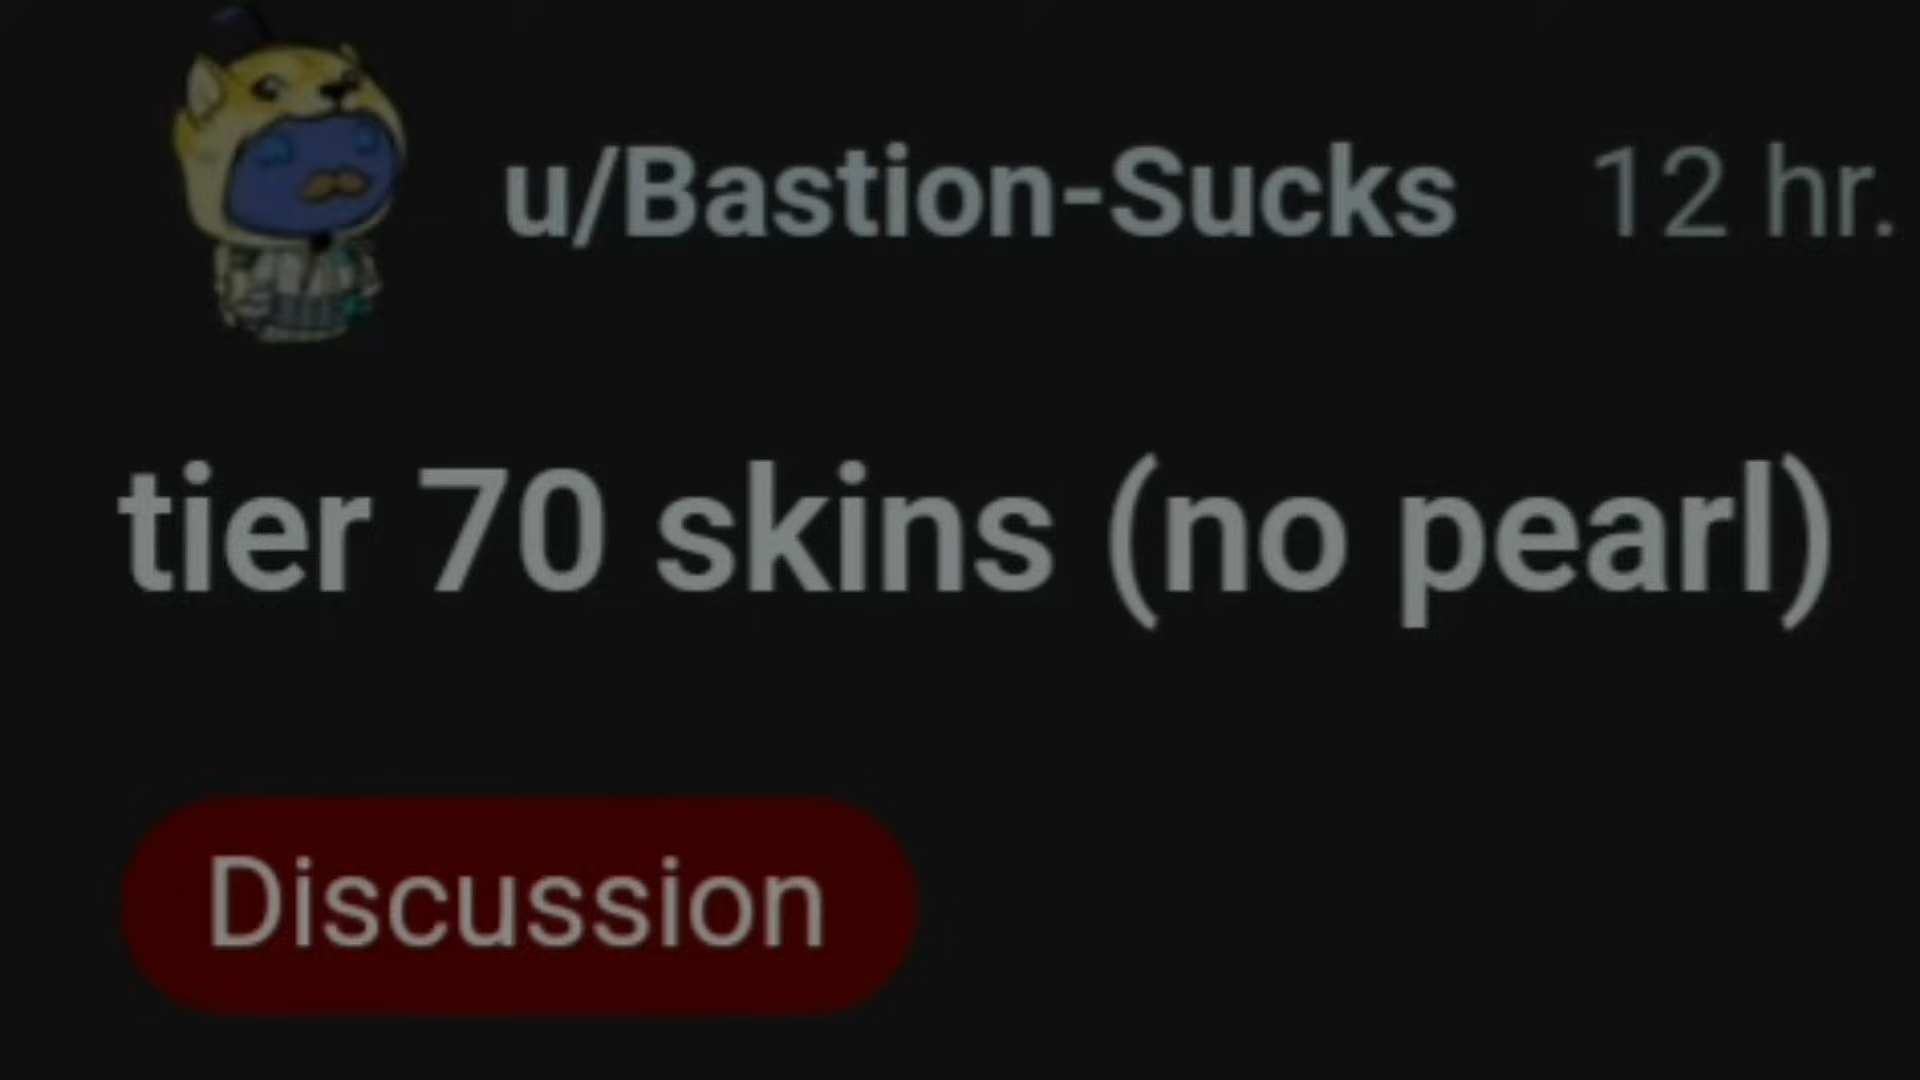 u/Bastion-Sucks 12 hr.
tier 70 skins (no pearl)
Discussion